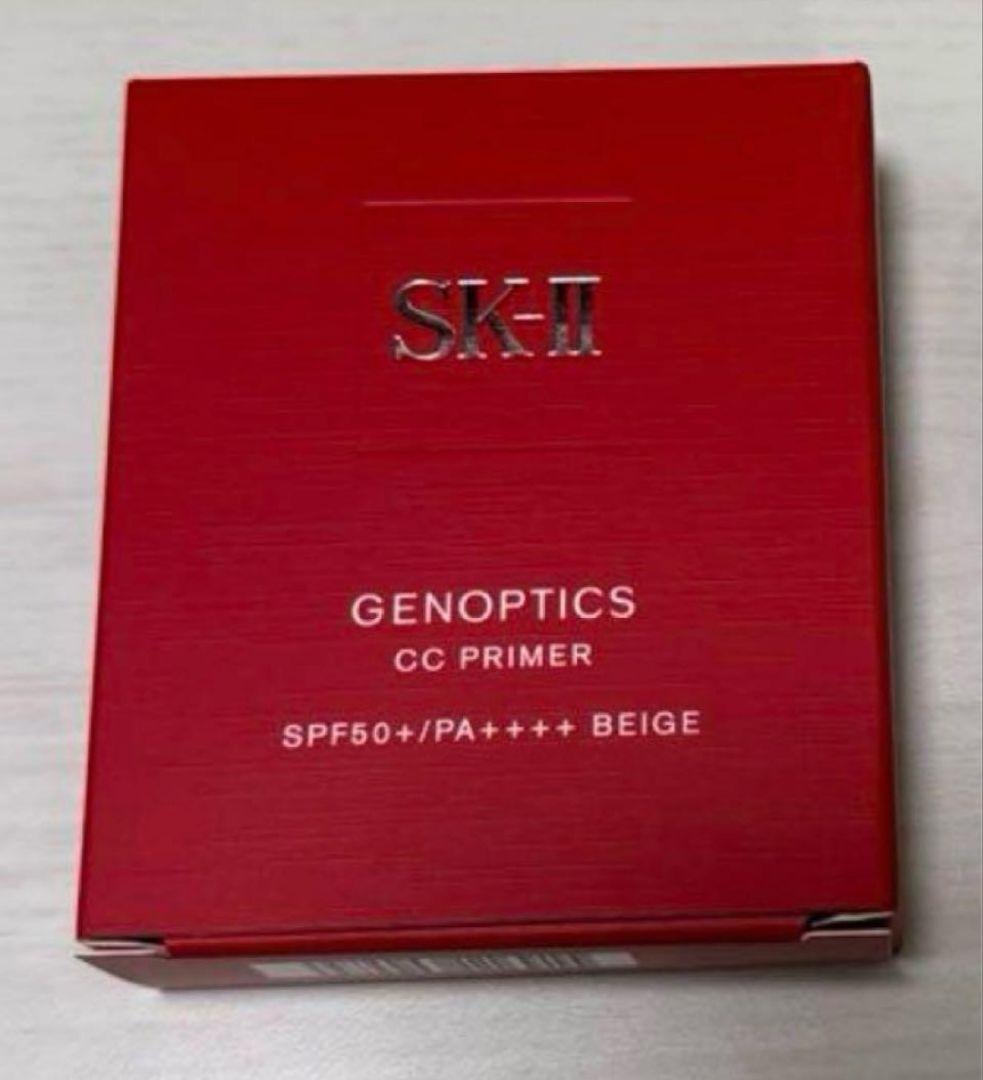 SK-II
GENOPTICS
CC PRIMER
SPF50+/PA++++ BEIGE